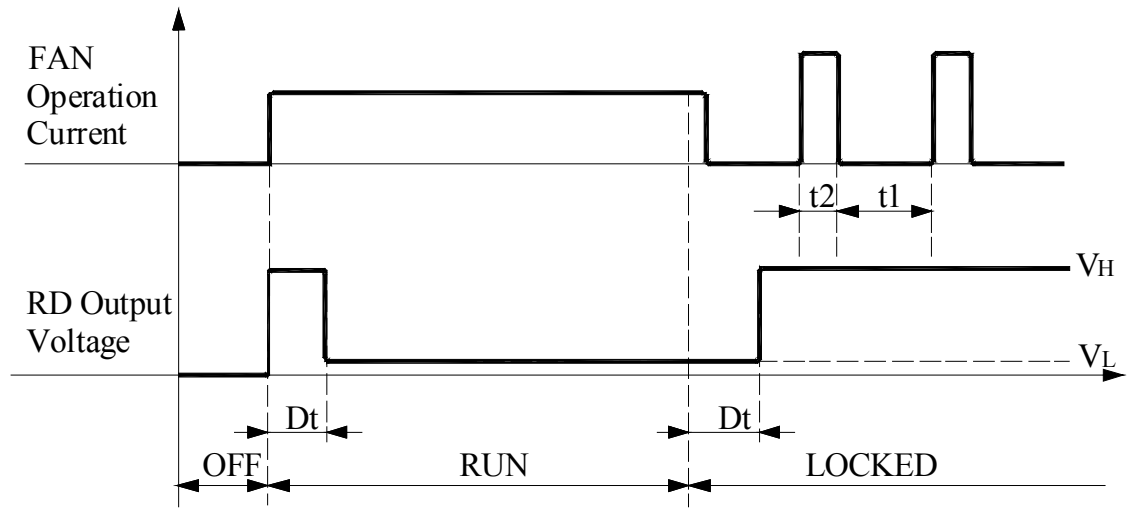 FAN
Operation
Current
t2
t1
VH
RD Output
Voltage
VL
Dt
Dt
OFF
RUN
LOCKED